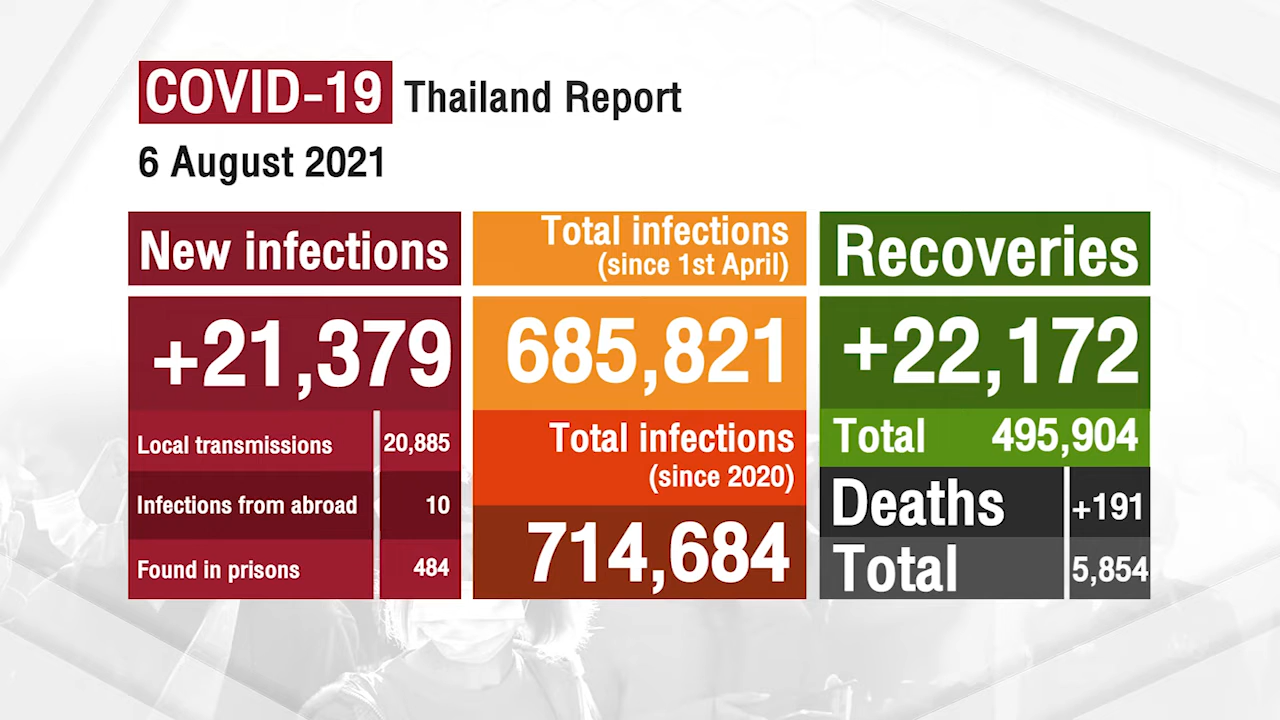 COVID-19 Thailand Report
6 August 2021
New infections
+21,379
Local transmissions 20,885
Infections from abroad 10
Found in prisons 484
Total infections
(since 1st April)
685,821
Total infections
(since 2020)
714,684
Recoveries
+22,172
Total 495,904
Deaths +191
Total 5,854